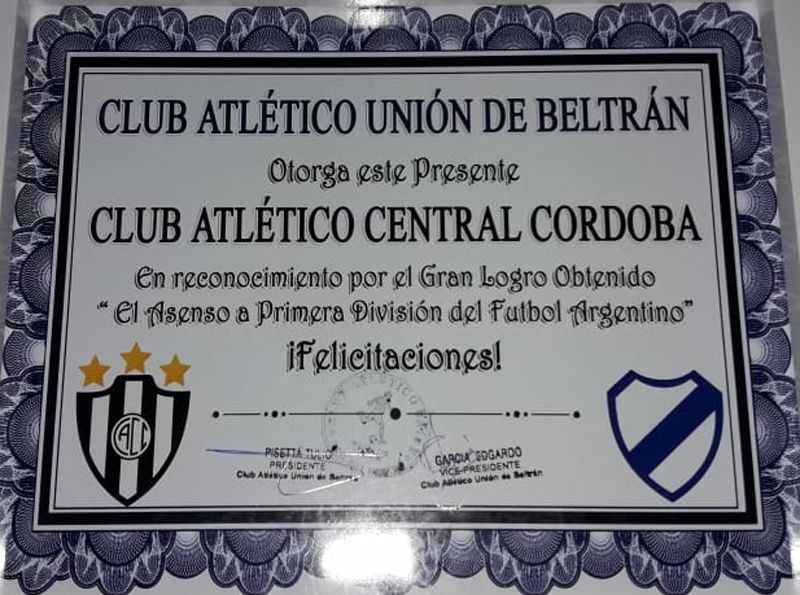 CLUB ATLÉTICO UNIÓN DE BELTRÁN
Otorga este Presente
CLUB ATLÉTICO CENTRAL CORDOBA
En reconocimiento por el Gran Logro Obtenido
“ El Asenso a Primera División del Futbol Argentino”
¡Felicitaciones!
ACC
PISETTA TULIO
PRESIDENTE
Club Atlético Unión de Beltrán
GARCIA EDGARDO
VICE-PRESIDENTE
Club Atlético Unión de Beltrán